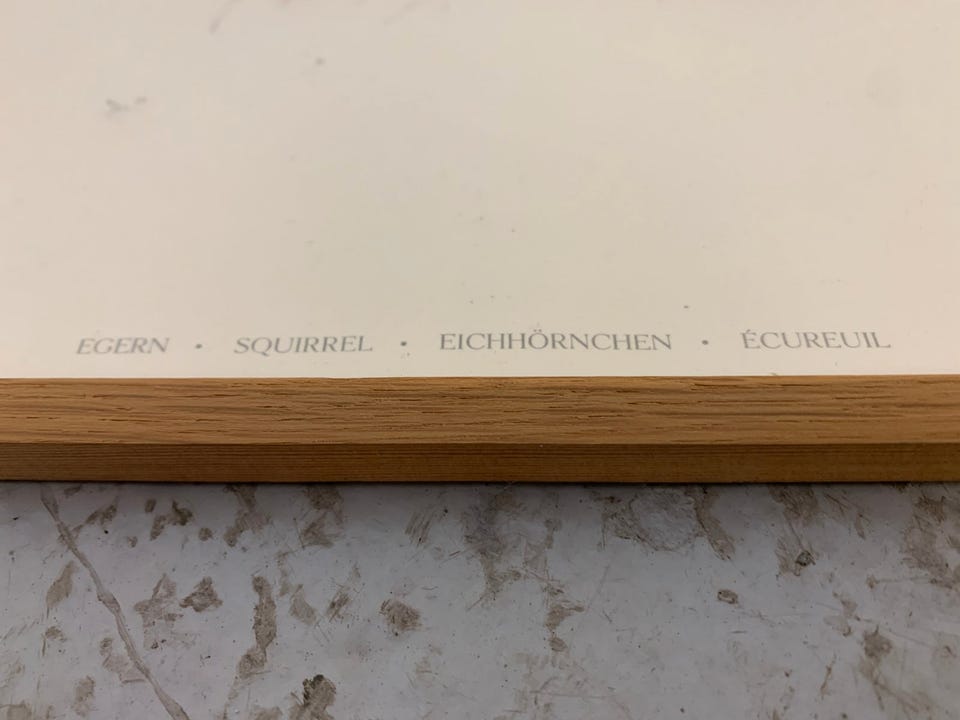 EGERN • SQUIRREL • EICHHÖRNCHEN • ÉCUREUIL